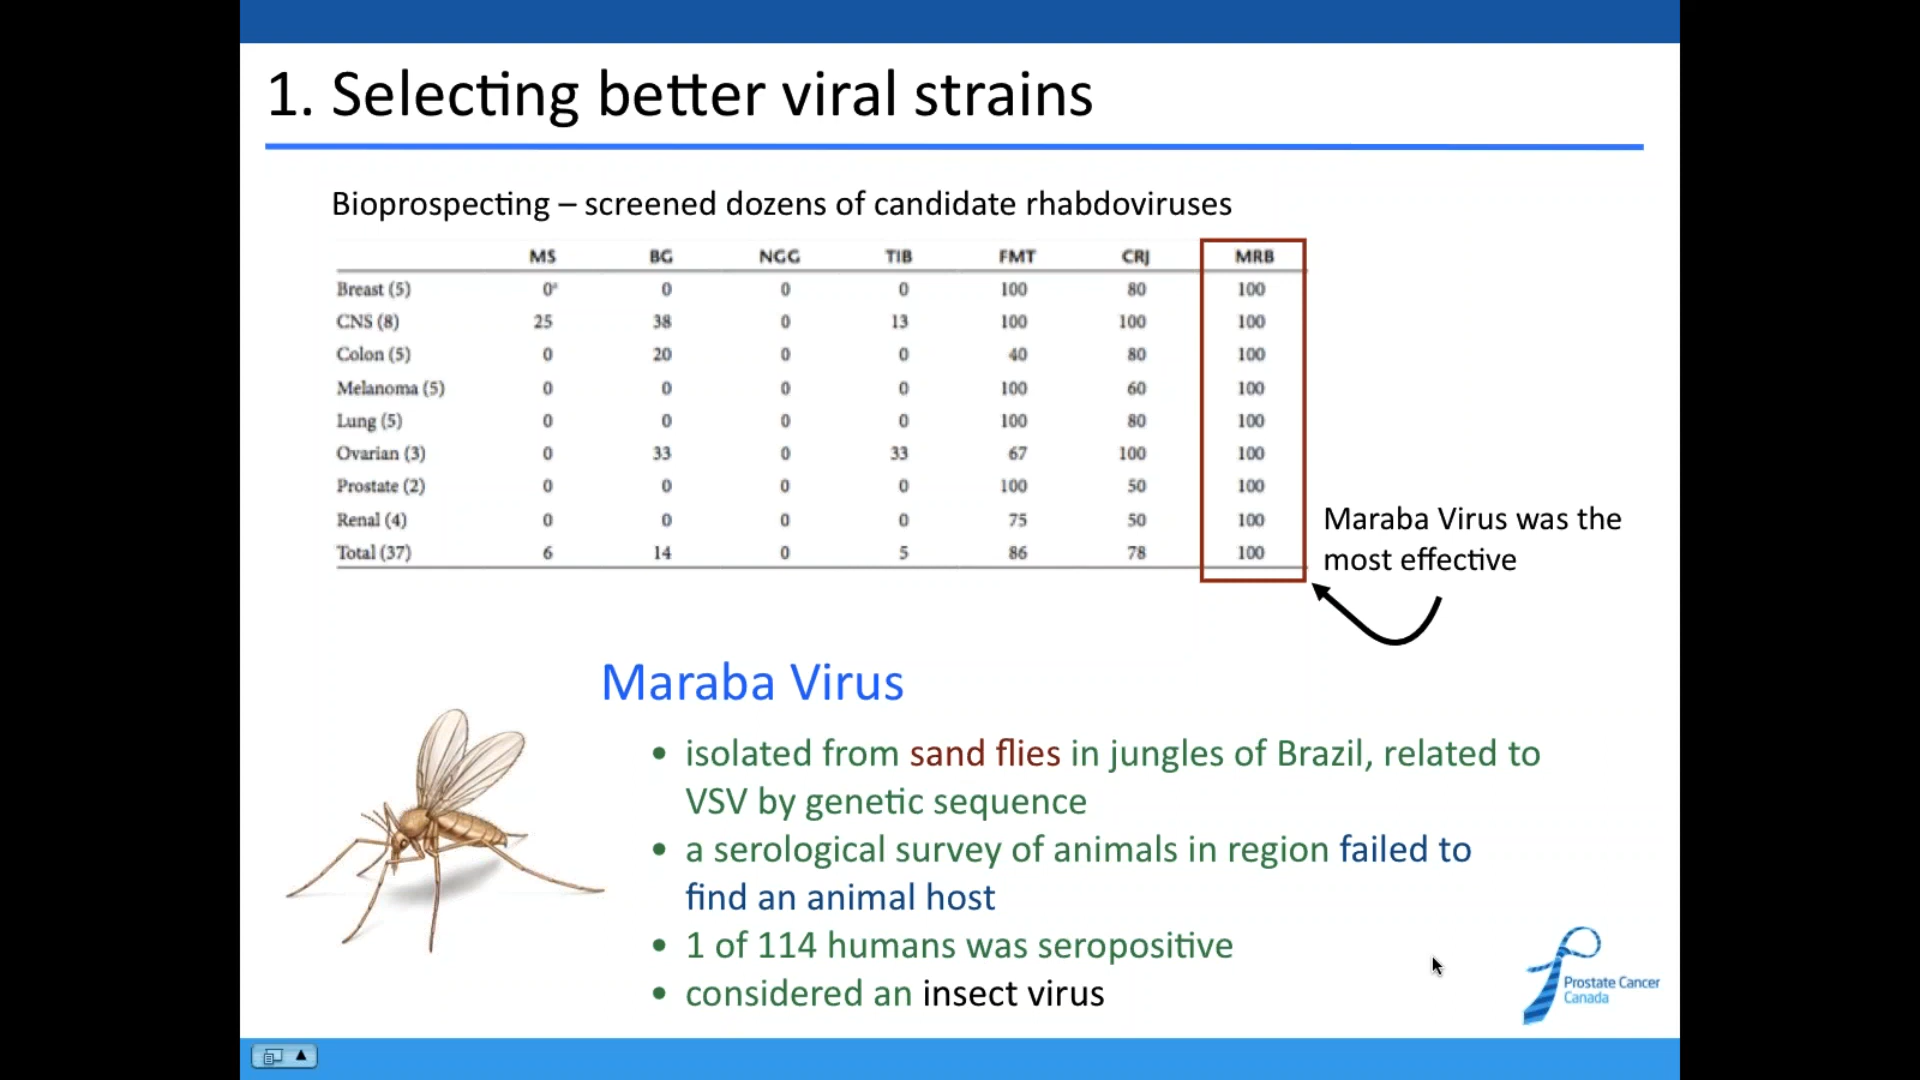 1. Selecting better viral strains
Bioprospecting – screened dozens of candidate rhabdoviruses
MS BG NGG TIB FMT CRJ MRB
Breast (5) 0ª 0 0 0 100 80 100
CNS (8) 25 38 0 13 100 100 100
Colon (5) 0 20 0 0 40 80 100
Melanoma (5) 0 0 0 0 100 60 100
Lung (5) 0 0 0 0 100 80 100
Ovarian (3) 0 33 0 33 67 100 100
Prostate (2) 0 0 0 0 100 50 100
Renal (4) 0 0 0 0 75 50 100
Total (37) 6 14 0 5 86 78 100
Maraba Virus was the
most effective
Maraba Virus
• isolated from sand flies in jungles of Brazil, related to
VSV by genetic sequence
• a serological survey of animals in region failed to
find an animal host
• 1 of 114 humans was seropositive
• considered an insect virus
Prostate Cancer
Canada